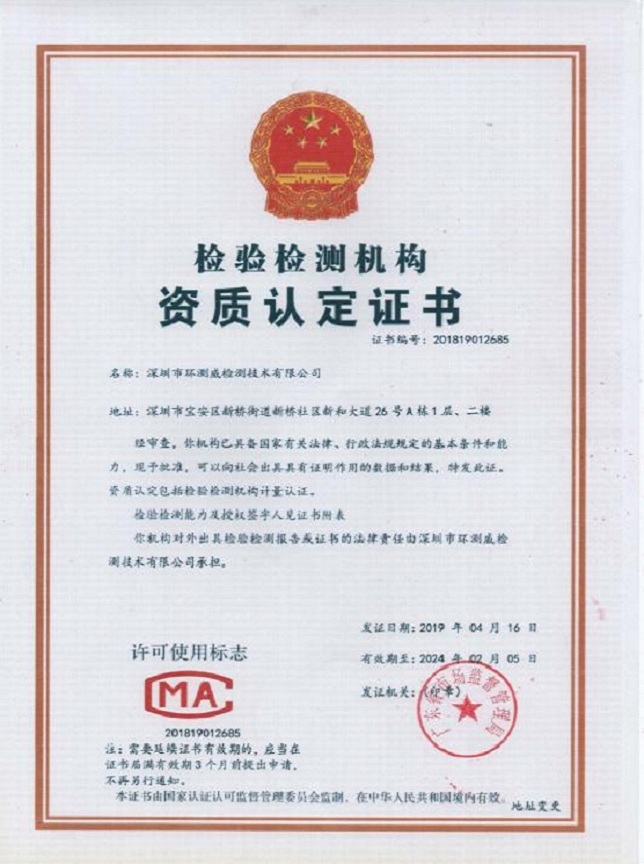 检验检测机构
资质认定证书
证书编号：201819012685
名称：深圳市环测威检测技术有限公司
地址：深圳市宝安区新桥街道新桥社区新和大道26号A栋1层、二楼
经审查，你机构已具备国家有关法律、行政法规规定的基本条件和能
力，现予批准，可以向社会出具具有证明作用的数据和结果，特发此证。
资质认定包括检验检测机构计量认证。
检验检测能力及授权签字人见证书附表
你机构对外出具检验检测报告或证书的法律责任由深圳市环测威检
测技术有限公司承担。
许可使用标志
MA
201819012685
注：需要延续证书有效期的，应当在
证书届满有效期3个月前提出申请，
不再另行通知。
发证日期：2019 年 04 月 16 日
有效期至：2024 年 02 月 05 日
发证机关：（印章）
广东省市场监督管理局
本证书由国家认证认可监督管理委员会监制，在中华人民共和国境内有效。
地址变更